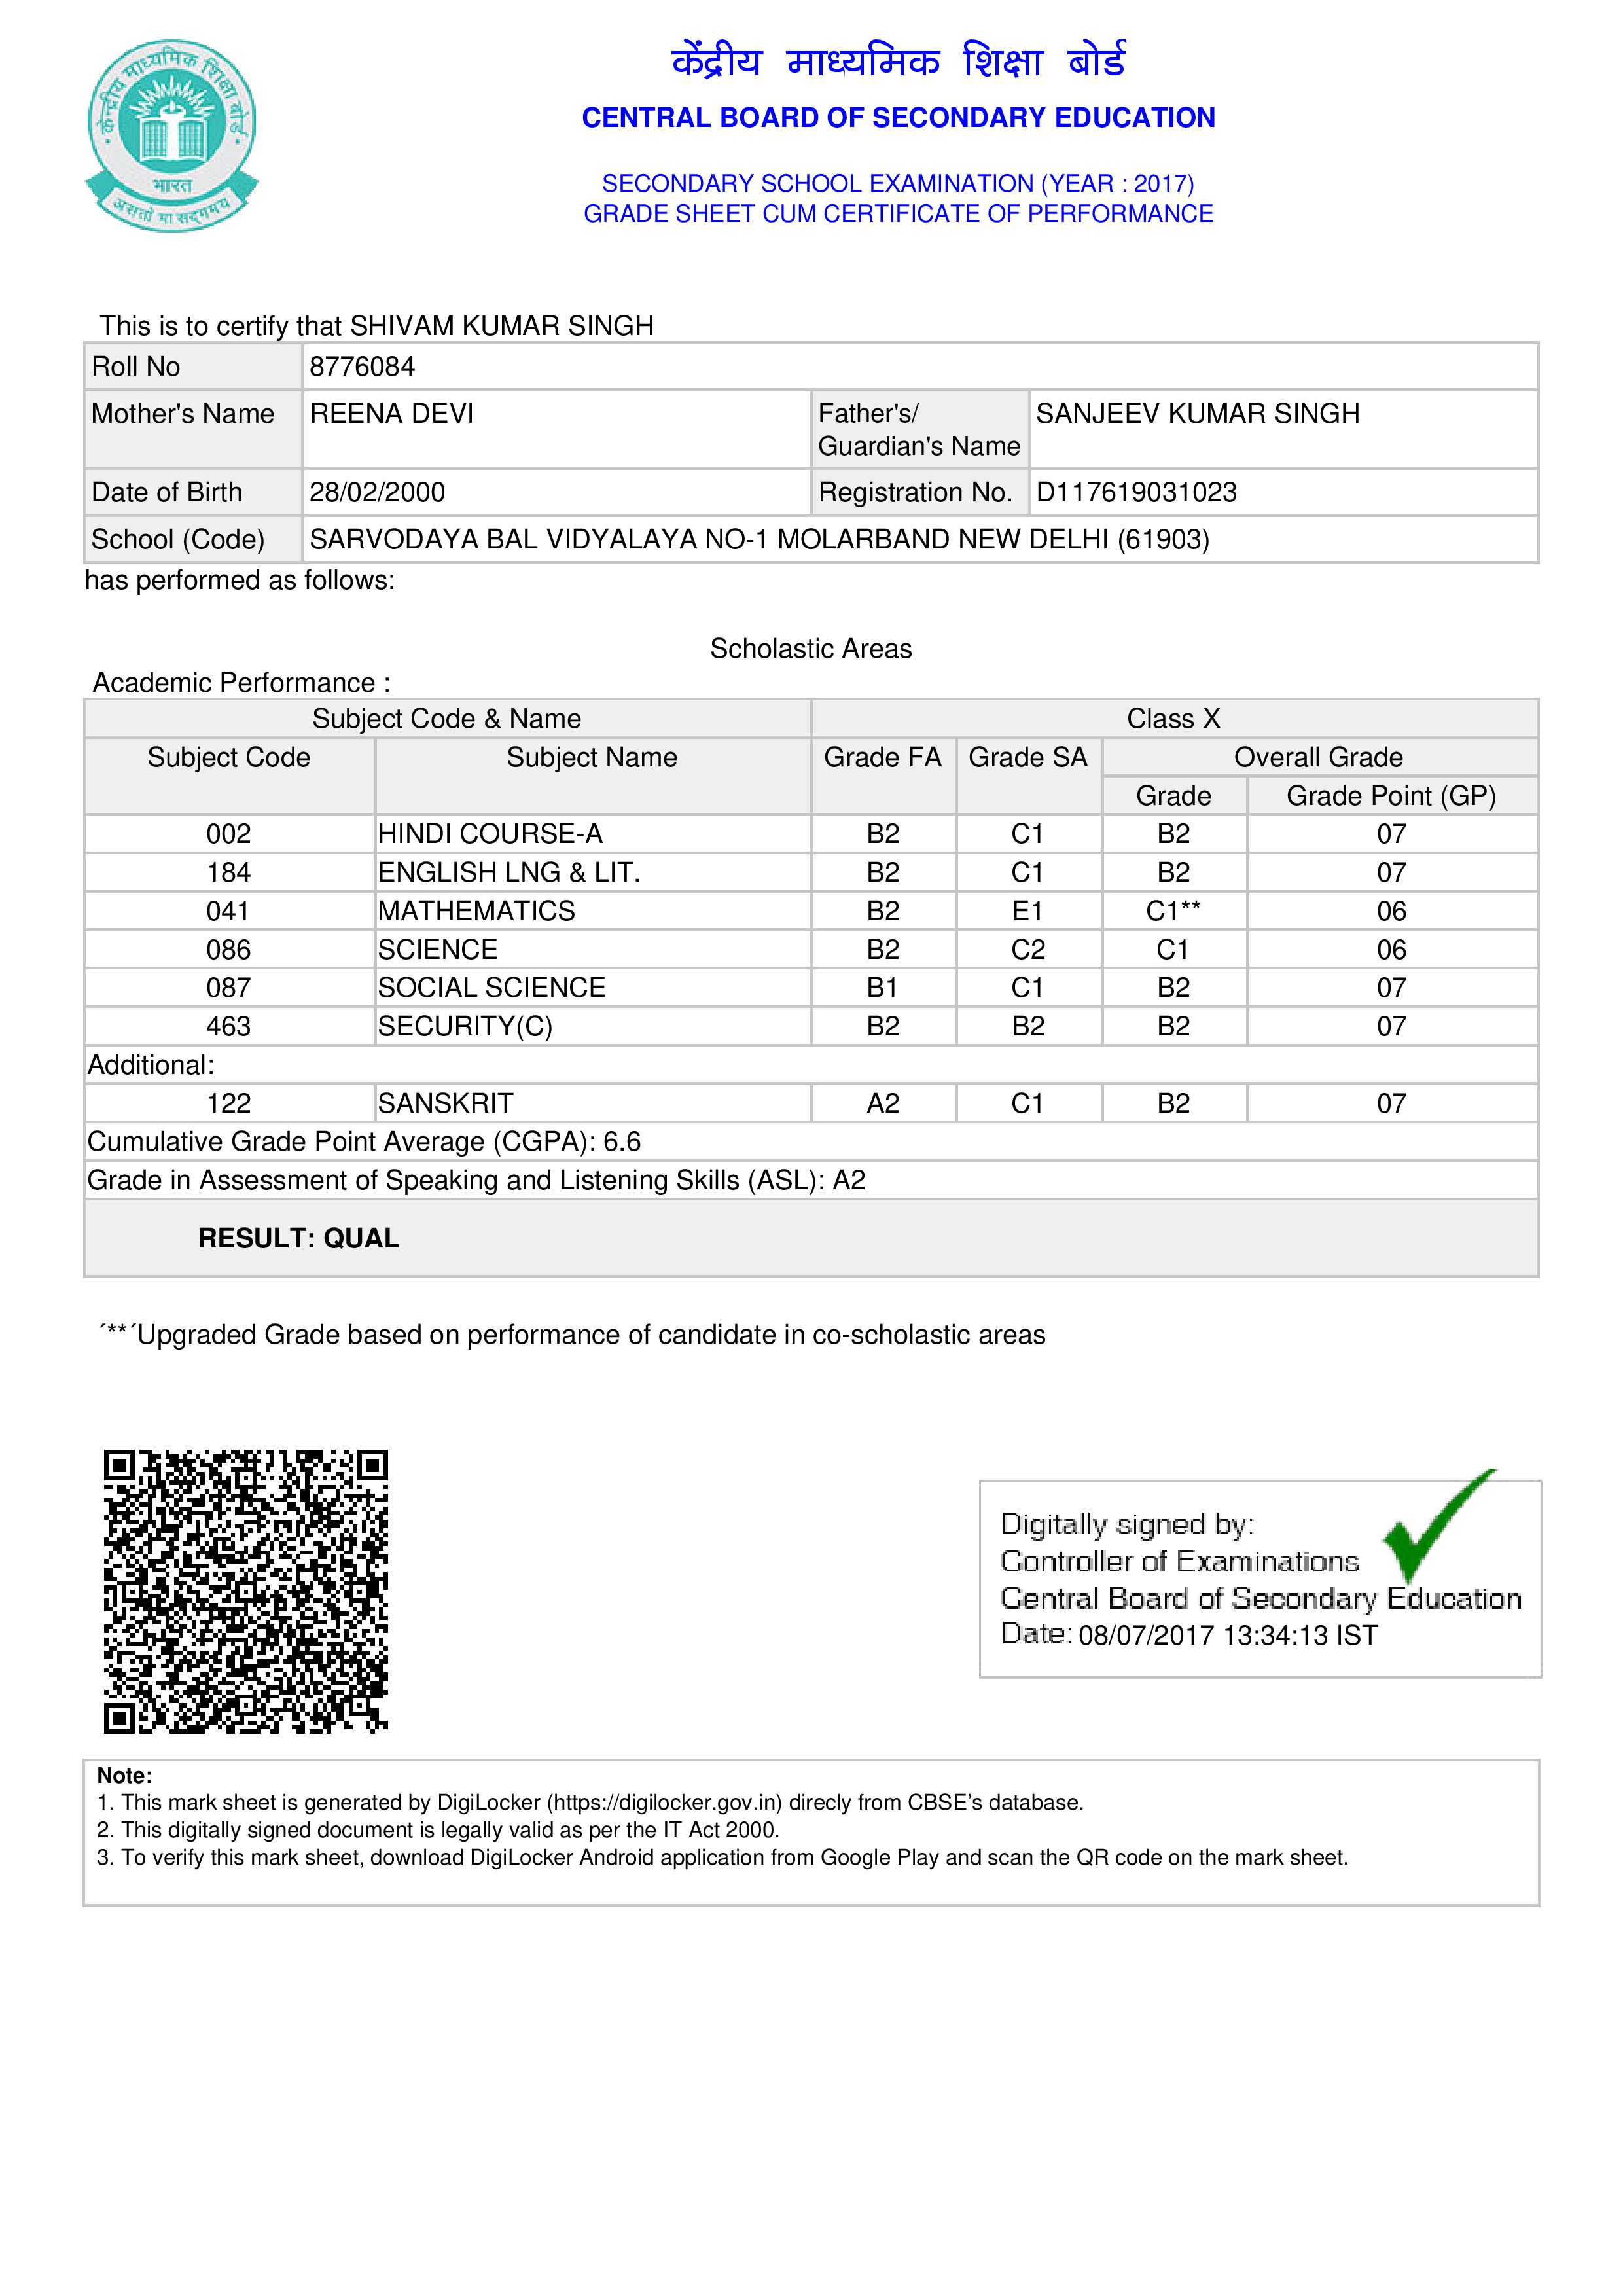 केन्द्रीय माध्यमिक शिक्षा बोर्ड
भारत
असतो मा सद्गमय
केंद्रीय माध्यमिक शिक्षा बोर्ड
CENTRAL BOARD OF SECONDARY EDUCATION
SECONDARY SCHOOL EXAMINATION (YEAR : 2017)
GRADE SHEET CUM CERTIFICATE OF PERFORMANCE
This is to certify that SHIVAM KUMAR SINGH
Roll No 8776084
Mother's Name REENA DEVI Father's/ Guardian's Name SANJEEV KUMAR SINGH
Date of Birth 28/02/2000 Registration No. D117619031023
School (Code) SARVODAYA BAL VIDYALAYA NO-1 MOLARBAND NEW DELHI (61903)
has performed as follows:
Scholastic Areas
Academic Performance :
Subject Code & Name Class X
Subject Code Subject Name Grade FA Grade SA Overall Grade
Grade Grade Point (GP)
002 HINDI COURSE-A B2 C1 B2 07
184 ENGLISH LNG & LIT. B2 C1 B2 07
041 MATHEMATICS B2 E1 C1** 06
086 SCIENCE B2 C2 C1 06
087 SOCIAL SCIENCE B1 C1 B2 07
463 SECURITY(C) B2 B2 B2 07
Additional:
122 SANSKRIT A2 C1 B2 07
Cumulative Grade Point Average (CGPA): 6.6
Grade in Assessment of Speaking and Listening Skills (ASL): A2
RESULT: QUAL
´**´Upgraded Grade based on performance of candidate in co-scholastic areas
Digitally signed by:
Controller of Examinations
Central Board of Secondary Education
Date: 08/07/2017 13:34:13 IST
Note:
1. This mark sheet is generated by DigiLocker (https://digilocker.gov.in) direcly from CBSE’s database.
2. This digitally signed document is legally valid as per the IT Act 2000.
3. To verify this mark sheet, download DigiLocker Android application from Google Play and scan the QR code on the mark sheet.